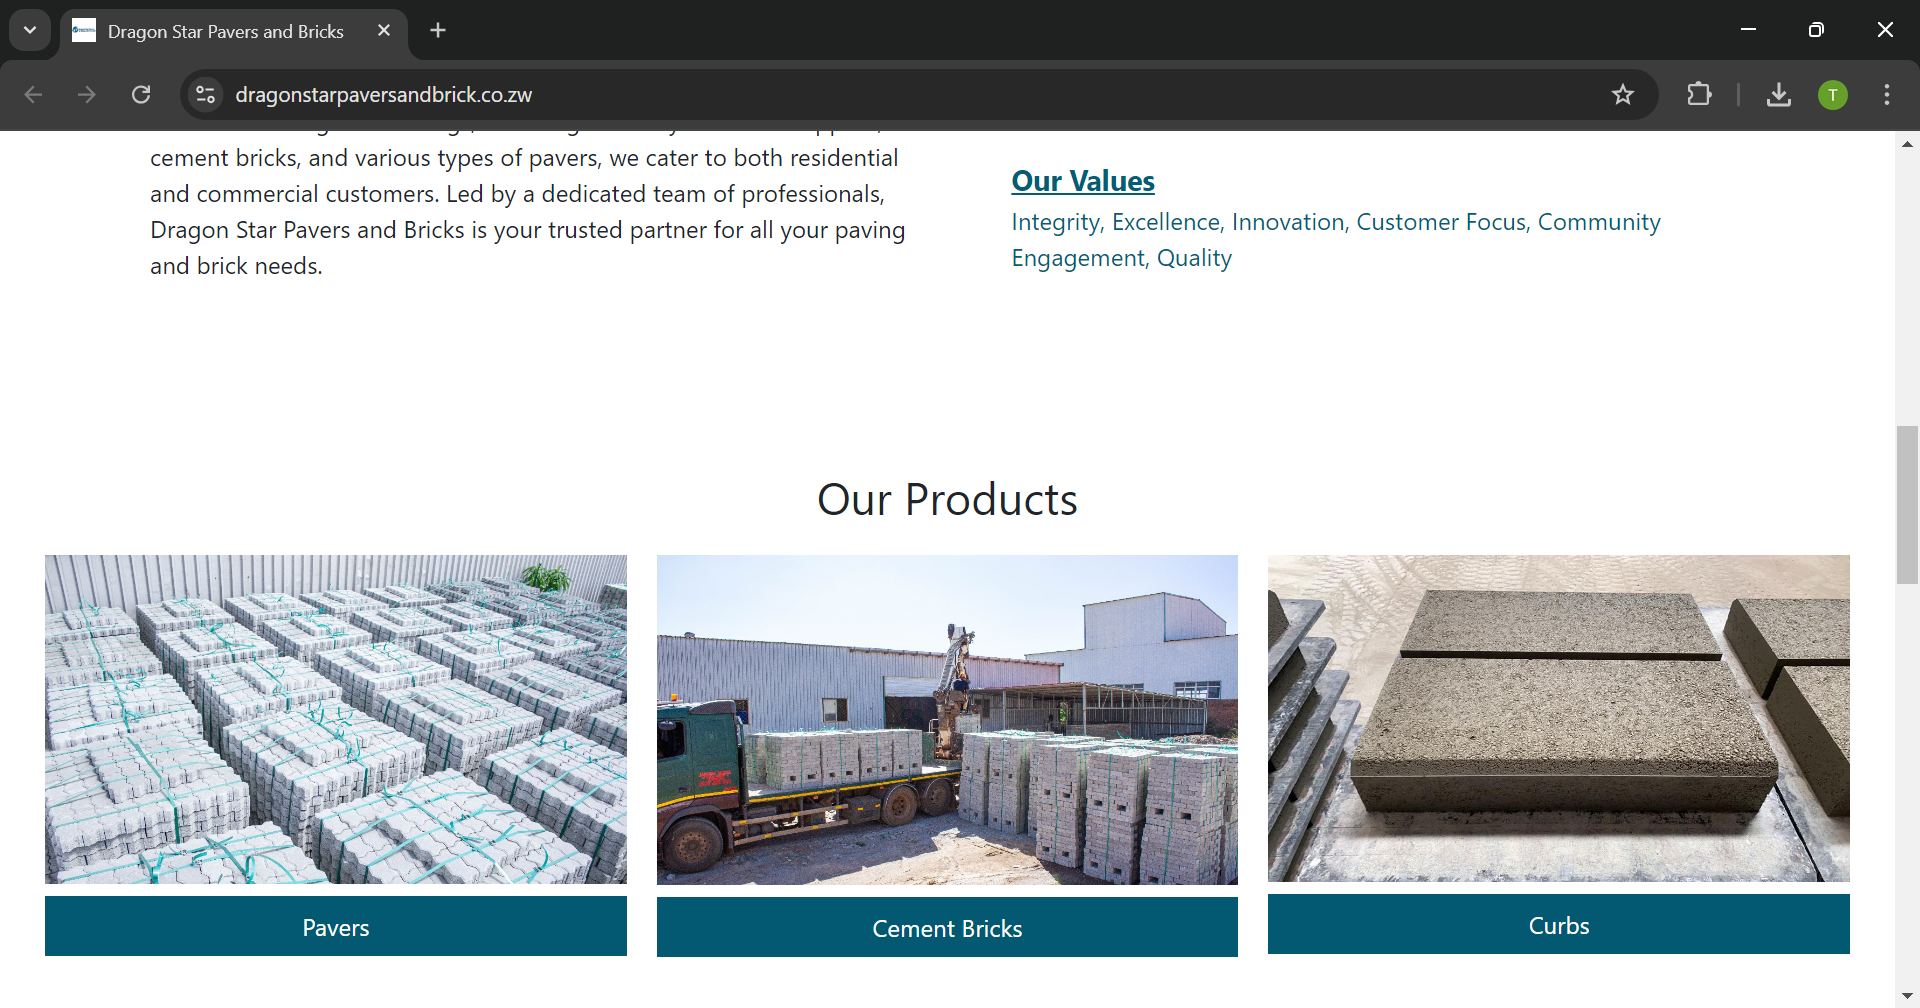 Dragon Star Pavers and Bricks
dragonstarpaversandbrick.co.zw
T
cement bricks, and various types of pavers, we cater to both residential
and commercial customers. Led by a dedicated team of professionals,
Dragon Star Pavers and Bricks is your trusted partner for all your paving
and brick needs.
Our Values
Integrity, Excellence, Innovation, Customer Focus, Community
Engagement, Quality
Our Products
Pavers
Cement Bricks
Curbs